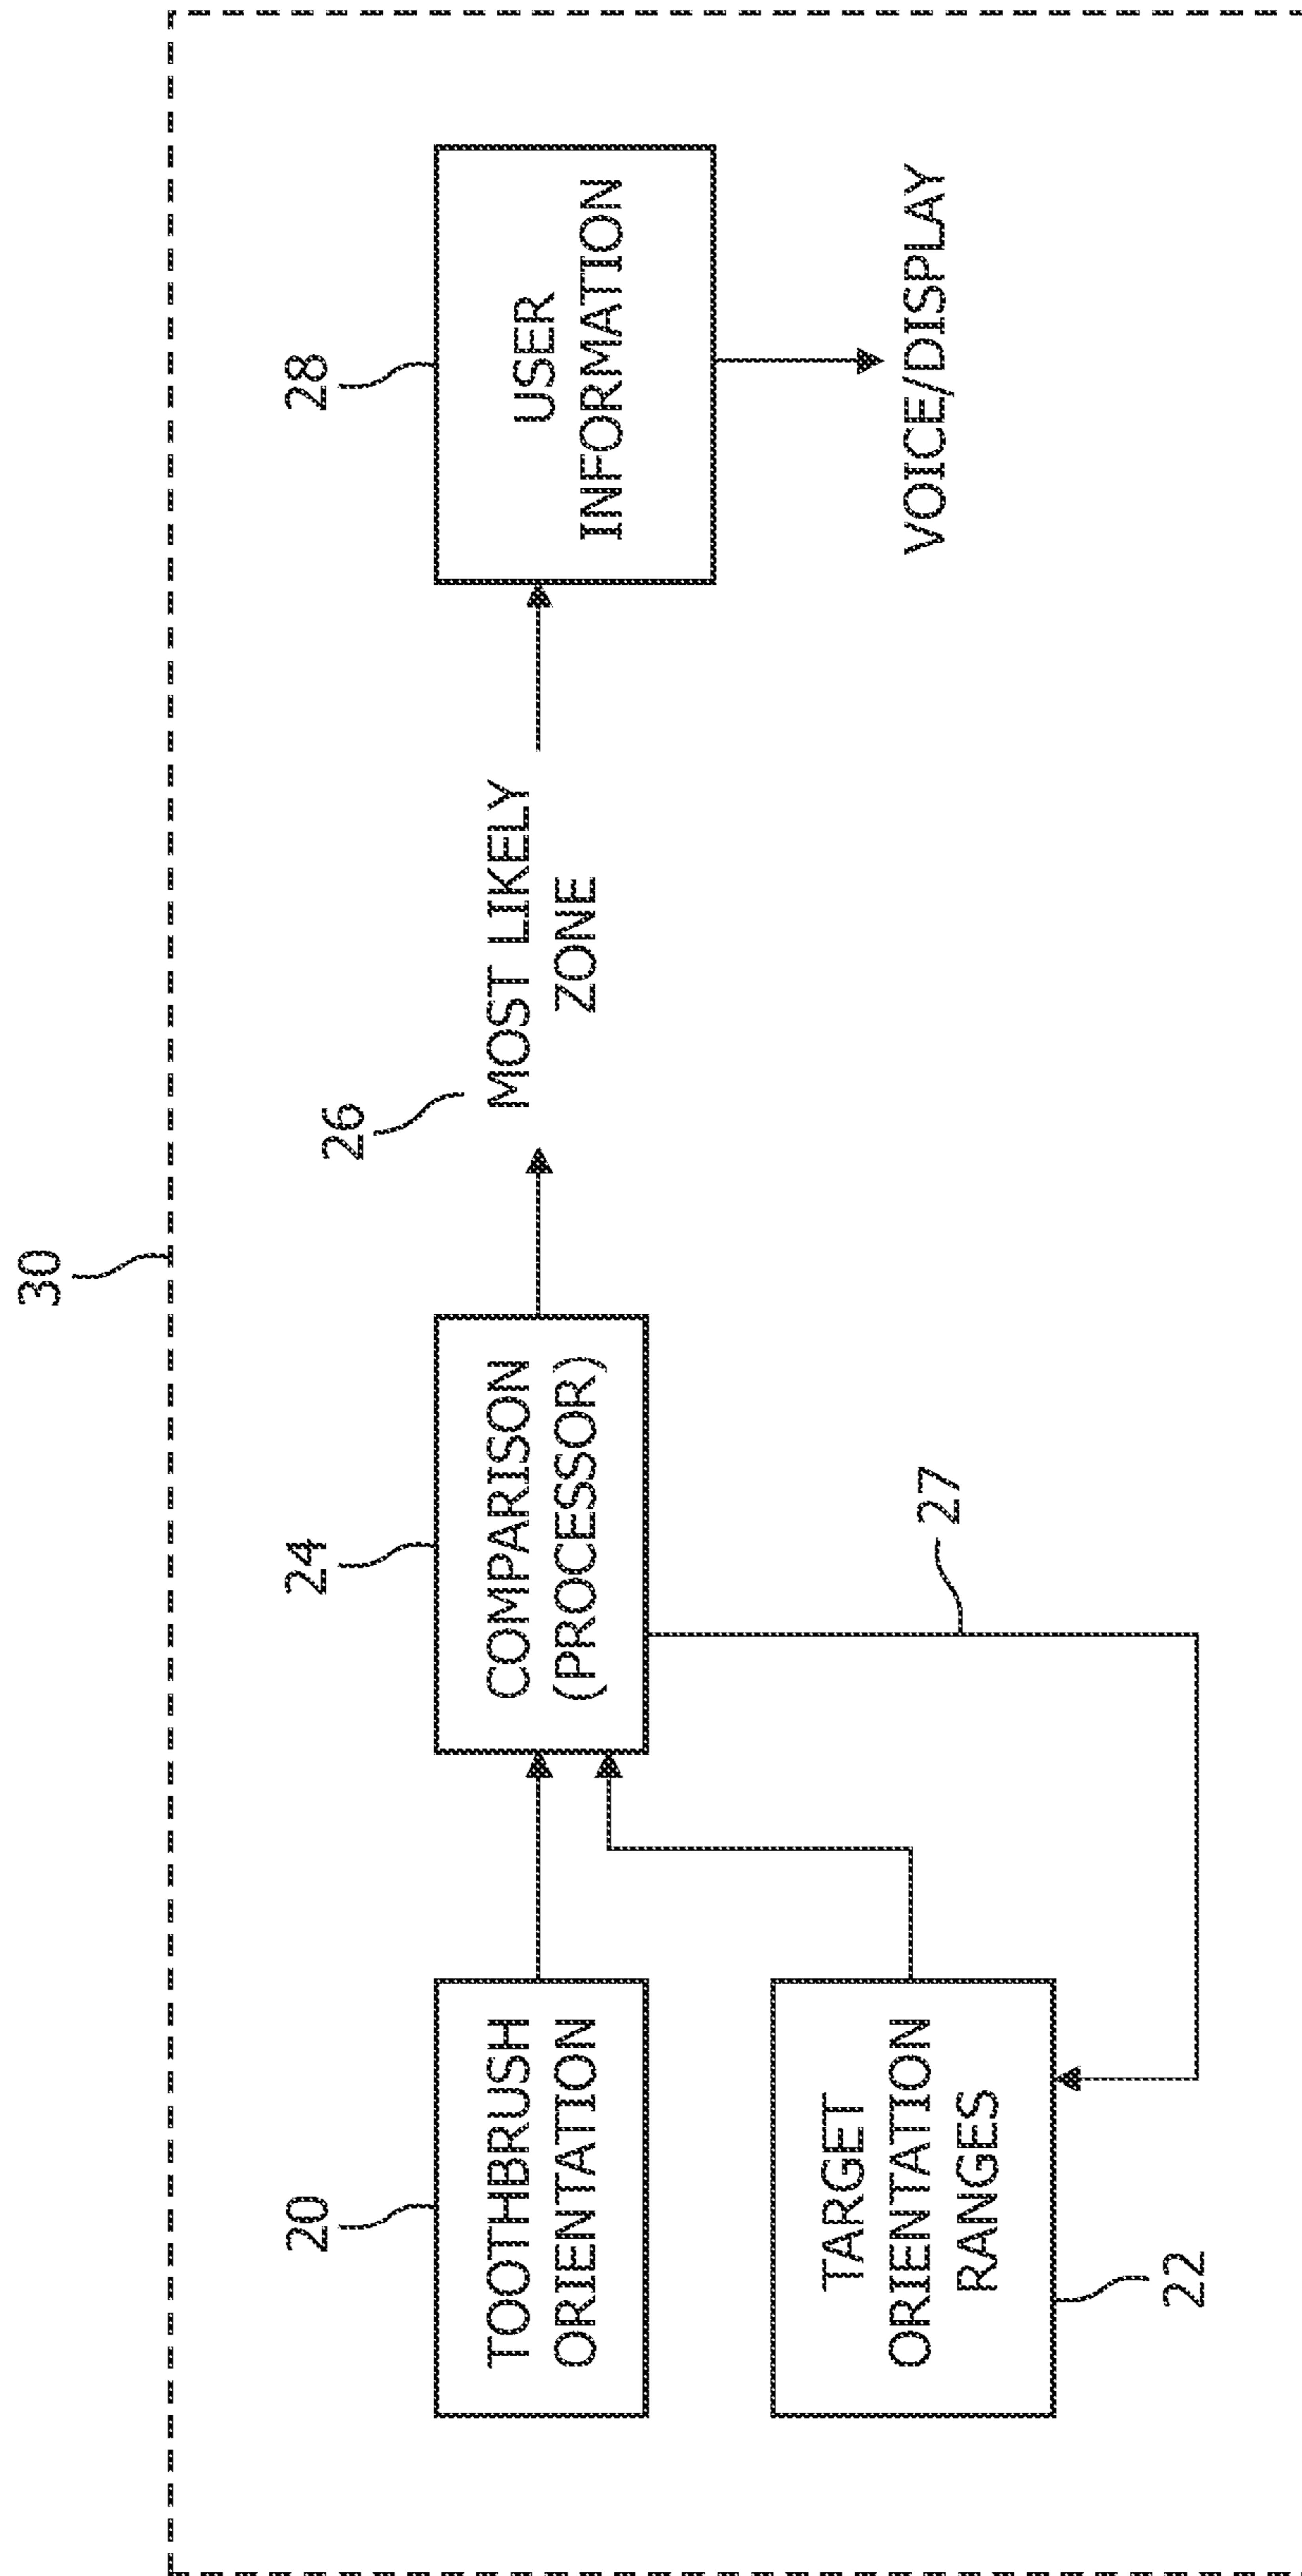 30
20
TOOTHBRUSH
ORIENTATION
22
TARGET
ORIENTATION
RANGES
24
COMPARISON
(PROCESSOR)
27
26
MOST LIKELY
ZONE
28
USER
INFORMATION
VOICE/DISPLAY